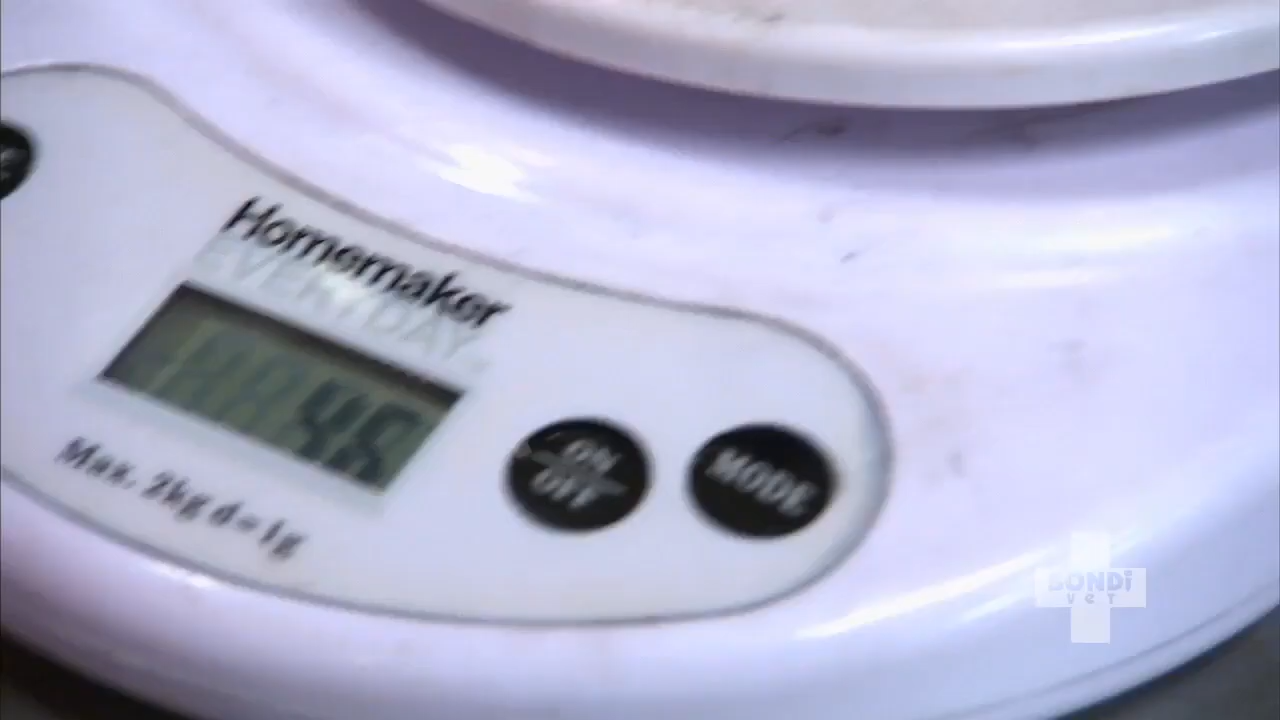 Homemaker
EVERYDAY
Max. 2kg d=1g
ON
OFF
MODE
BONDi
vet